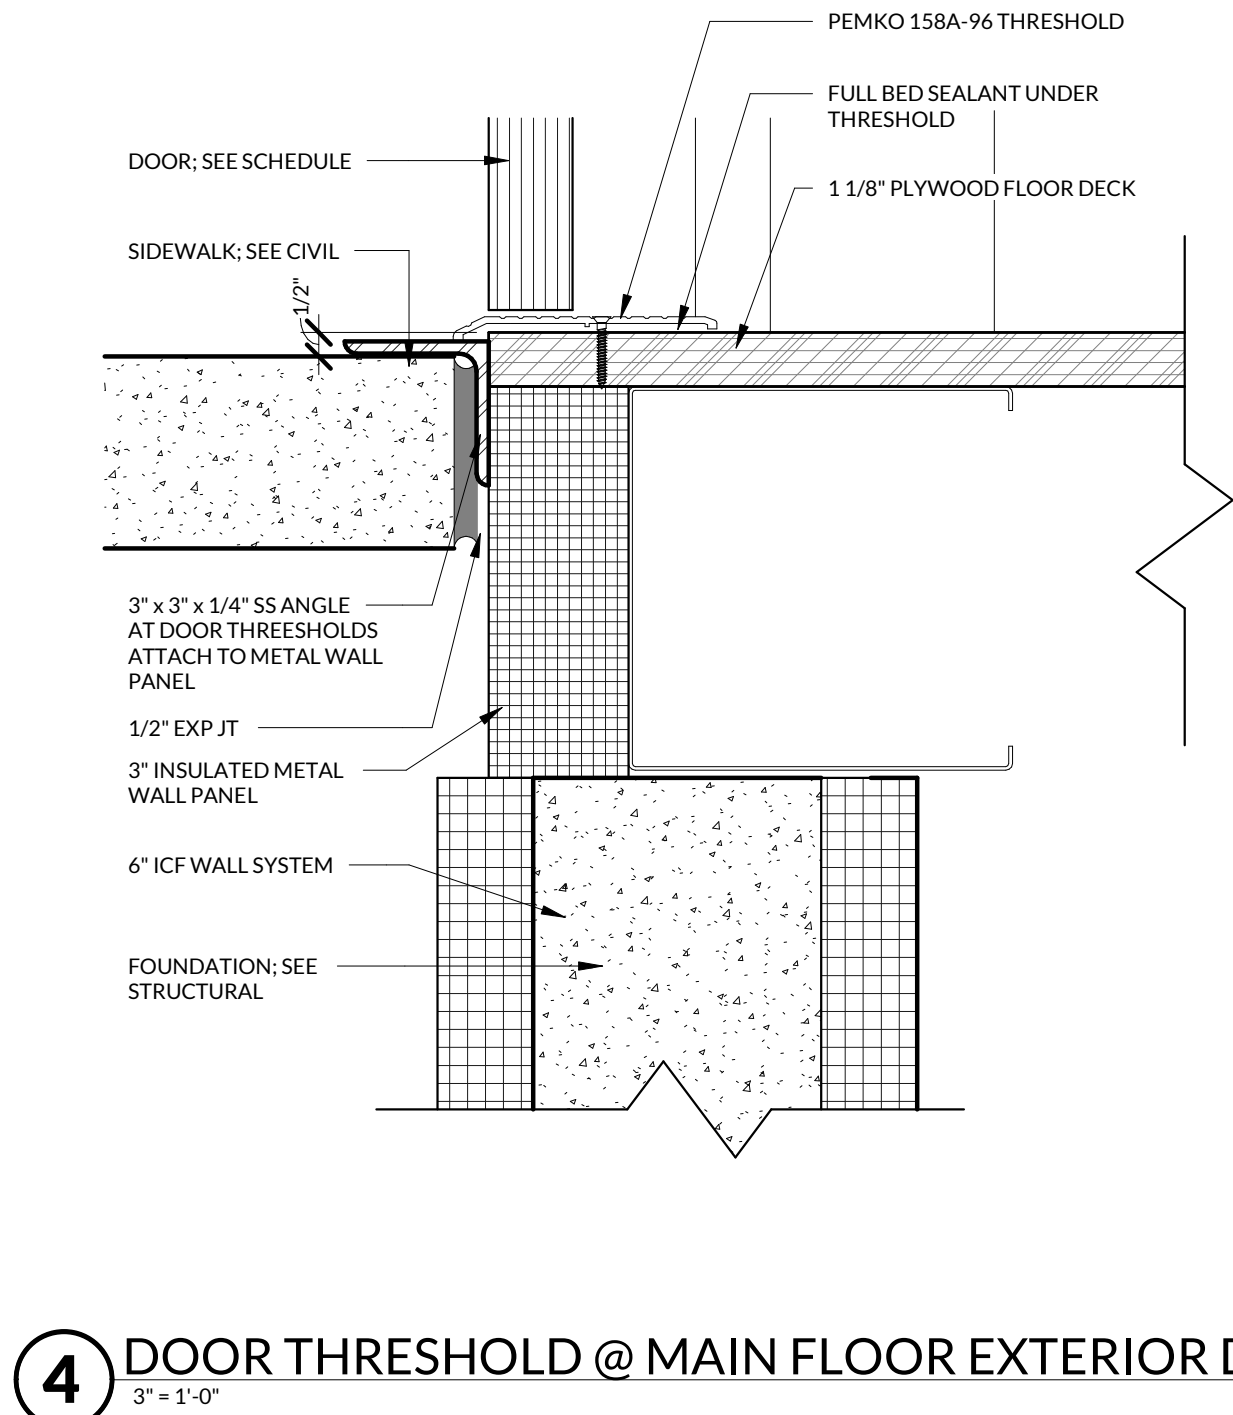 PEMKO 158A-96 THRESHOLD
FULL BED SEALANT UNDER
THRESHOLD
DOOR; SEE SCHEDULE
1 1/8" PLYWOOD FLOOR DECK
SIDEWALK; SEE CIVIL
1/2"
3" x 3" x 1/4" SS ANGLE
AT DOOR THREESHOLDS
ATTACH TO METAL WALL
PANEL
1/2" EXP JT
3" INSULATED METAL
WALL PANEL
6" ICF WALL SYSTEM
FOUNDATION; SEE
STRUCTURAL
4
DOOR THRESHOLD @ MAIN FLOOR EXTERIOR
3" = 1'-0"